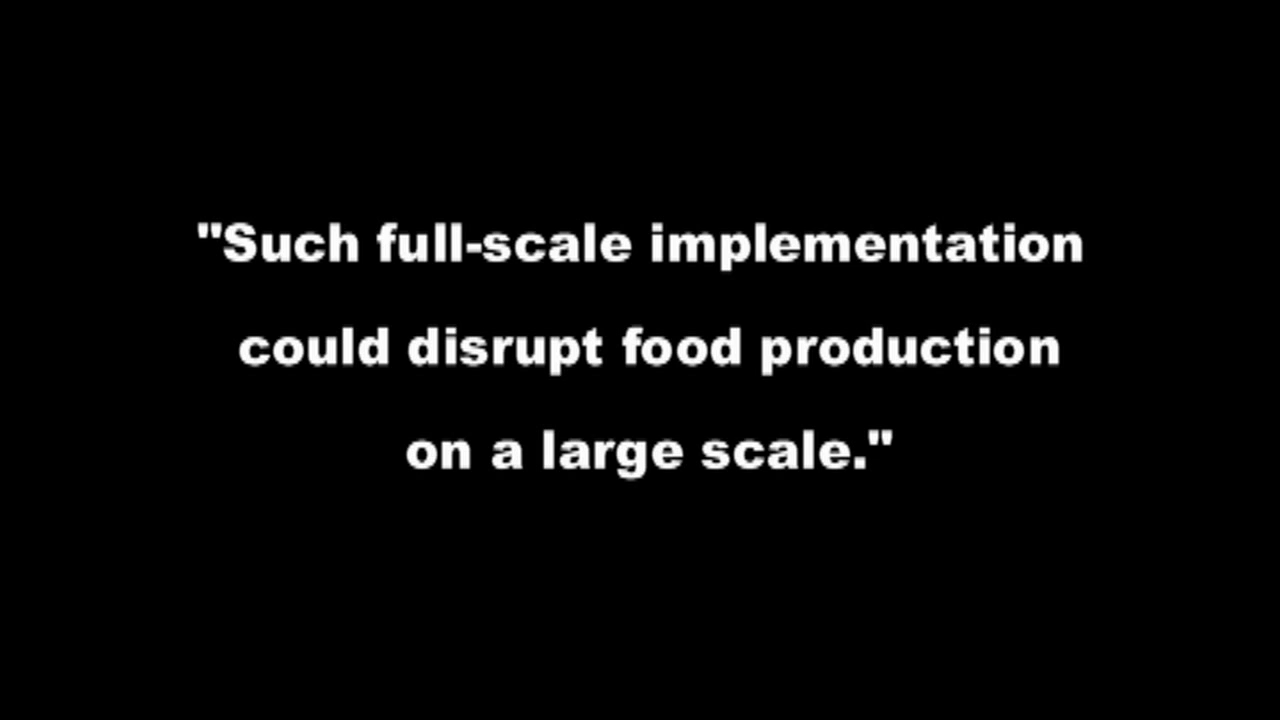 "Such full-scale implementation
could disrupt food production
on a large scale."